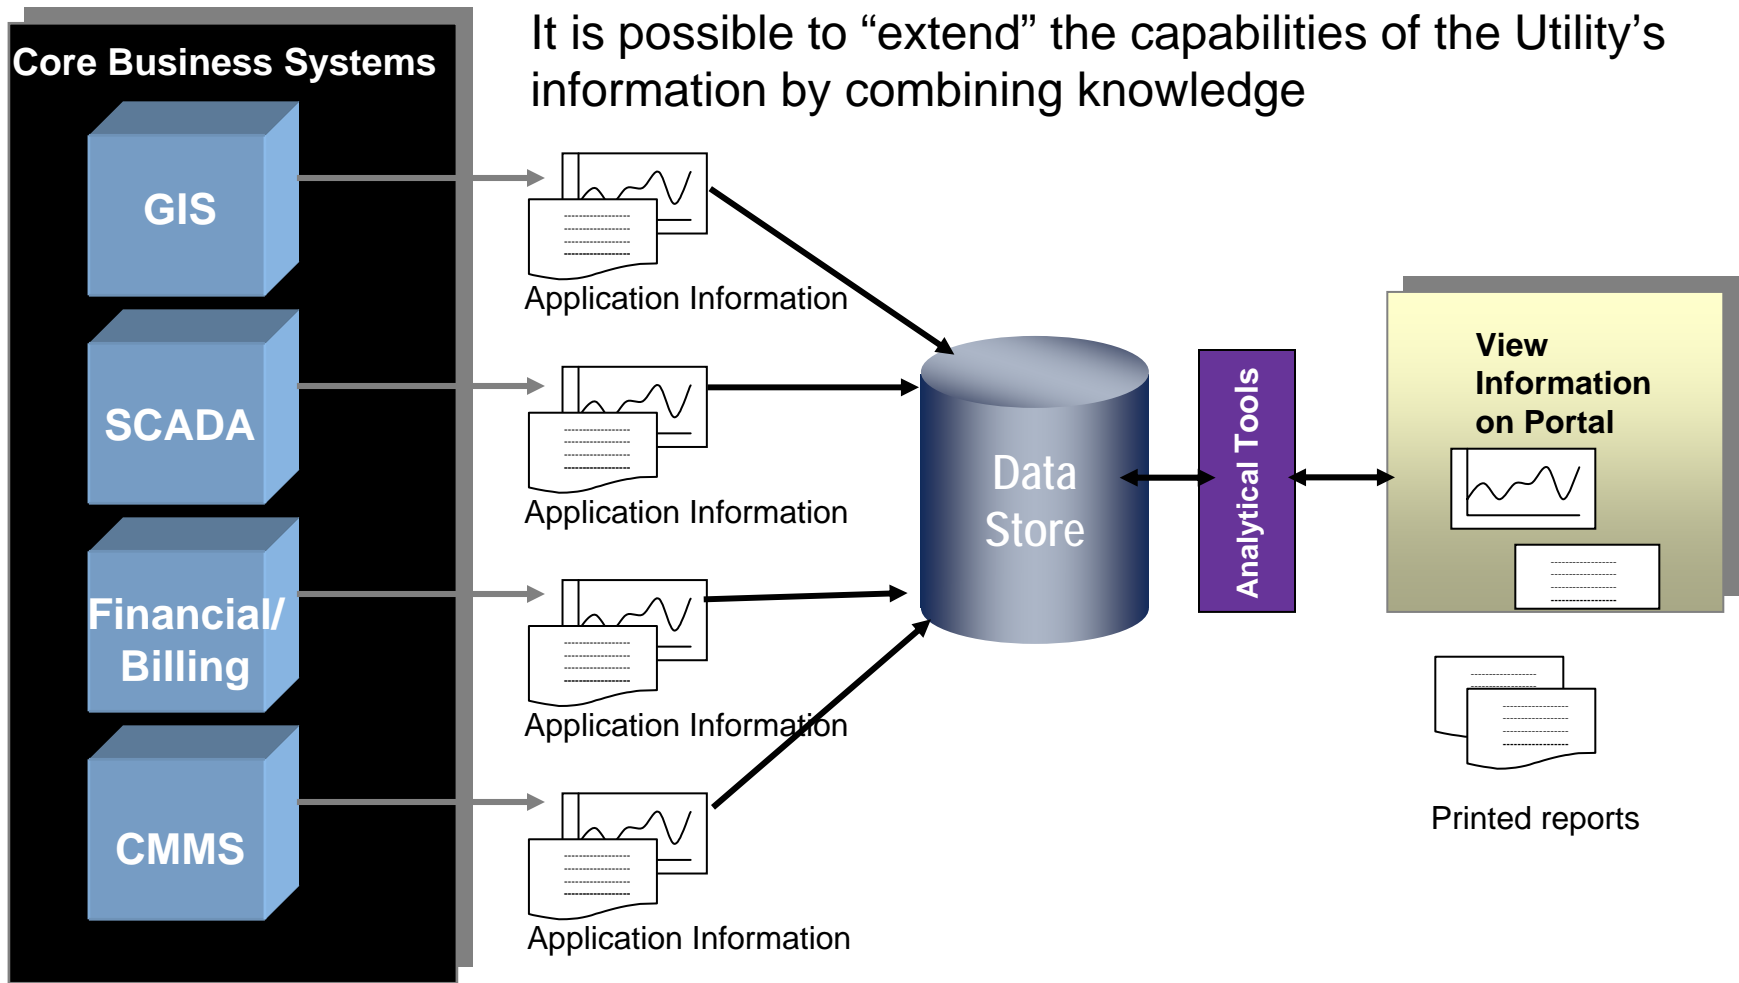 It is possible to “extend” the capabilities of the Utility’s
information by combining knowledge
Core Business Systems
GIS
Application Information
SCADA
Application Information
Financial/
Billing
Application Information
CMMS
Application Information
Data
Store
Analytical Tools
View
Information
on Portal
Printed reports